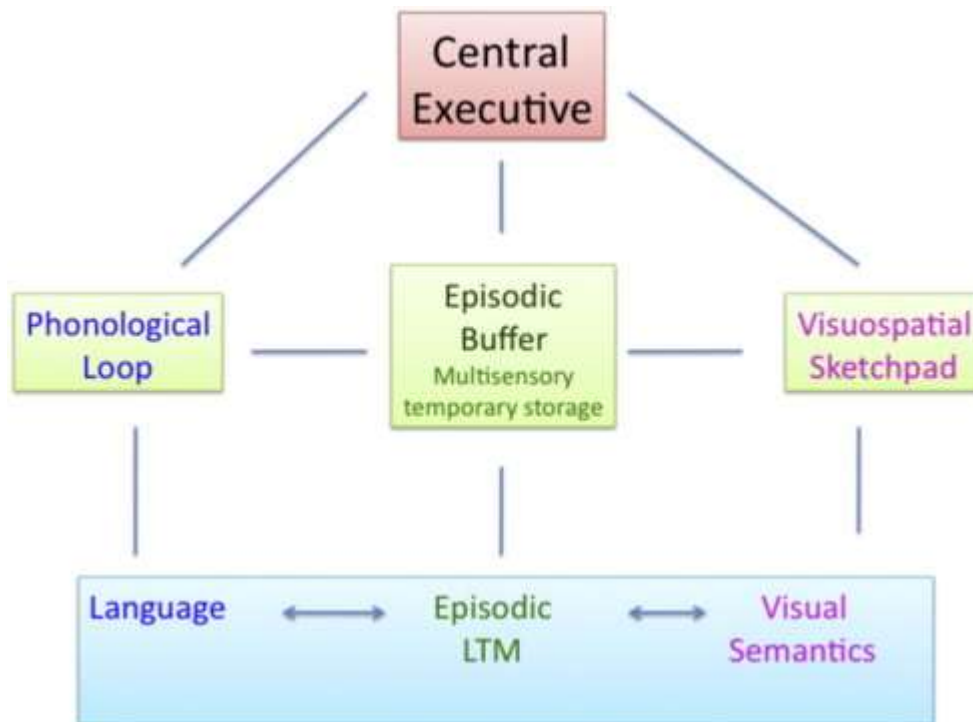 Central
Executive
Phonological
Loop
Episodic
Buffer
Multisensory
temporary storage
Visuospatial
Sketchpad
Language
Episodic
LTM
Visual
Semantics